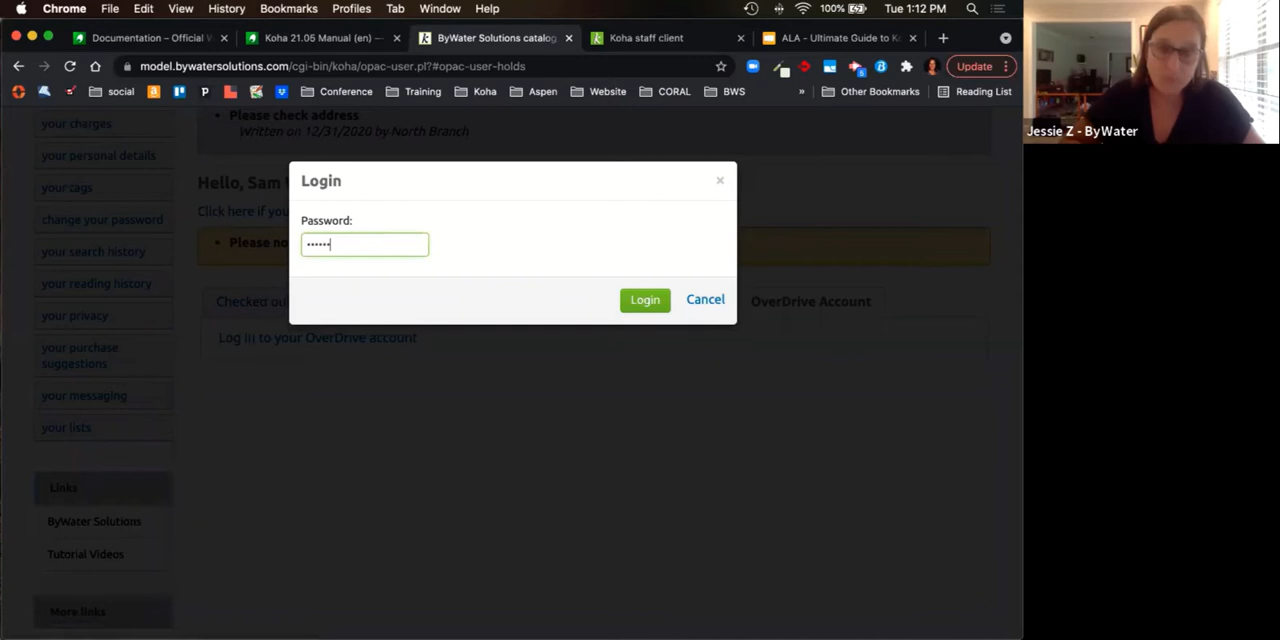 Chrome File Edit View History Bookmarks Profiles Tab Window Help 100% Tue 1:12 PM
Documentation – Official W Koha 21.05 Manual (en) — ByWater Solutions catalog Koha staff client ALA - Ultimate Guide to Ko
model.bywatersolutions.com/cgi-bin/koha/opac-user.pl?#opac-user-holds Update
social Conference Training Koha Aspen Website CORAL BWS » Other Bookmarks Reading List
Jessie Z - ByWater
your charges
your personal details
your cags
change your password
your search history
your reading history
your privacy
your purchase
suggestions
your messaging
your lists
Links
ByWater Solutions
Tutorial Videos
More links
Please check address
Written on 12/31/2020 by North Branch
Hello, Sam
Click here if you
Please no
Checked ou OverDrive Account
Log in to your OverDrive account
Login ×
Password:
••••••
Login Cancel